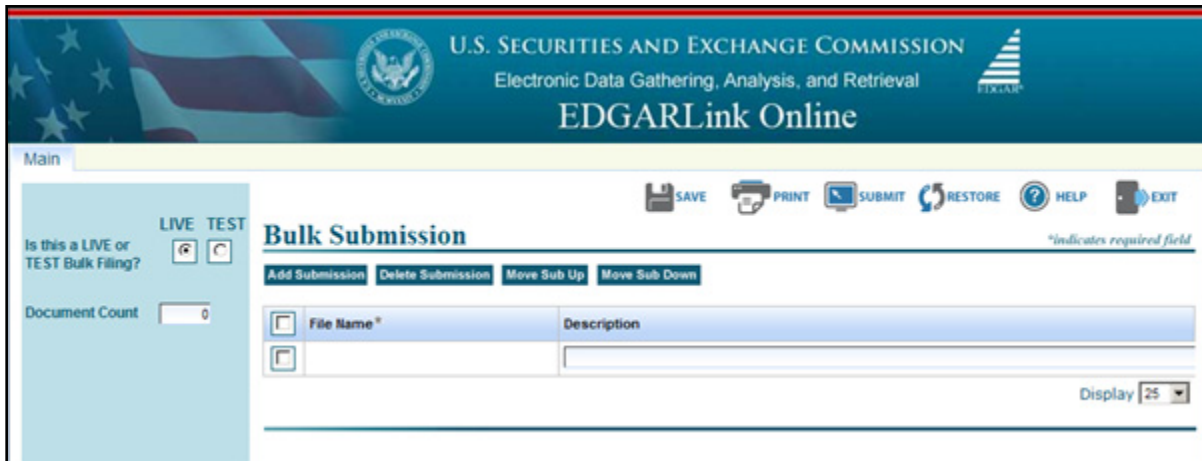 U.S. SECURITIES AND EXCHANGE COMMISSION
Electronic Data Gathering, Analysis, and Retrieval
EDGAR®
EDGARLink Online
Main
SAVE PRINT SUBMIT RESTORE HELP EXIT
LIVE TEST
Is this a LIVE or
TEST Bulk Filing?
Document Count 0
Bulk Submission
*indicates required field
Add Submission Delete Submission Move Sub Up Move Sub Down
File Name* Description
Display 25